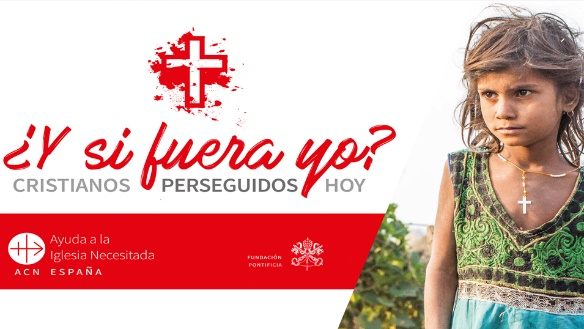 ¿Y si fuera yo?
CRISTIANOS PERSEGUIDOS HOY
Ayuda a la
Iglesia Necesitada
ACN ESPAÑA
FUNDACIÓN
PONTIFICIA